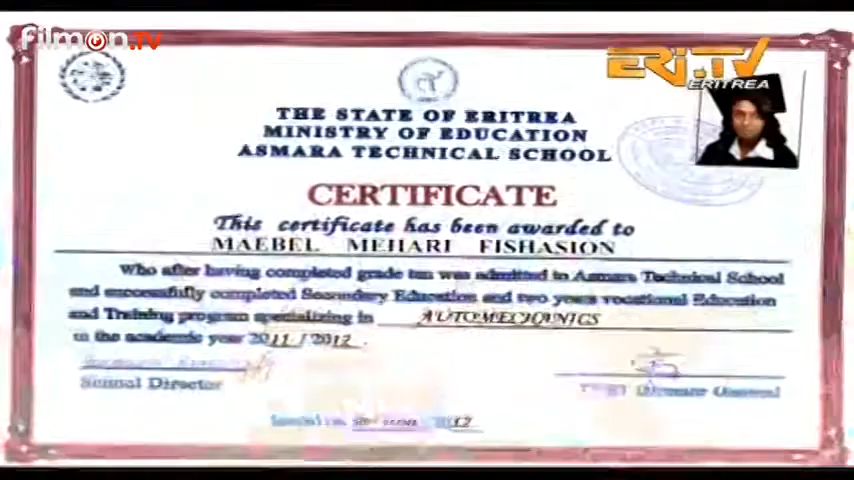 filmon.TV
ERi.TV
ERITREA
THE STATE OF ERITREA
MINISTRY OF EDUCATION
ASMARA TECHNICAL SCHOOL
CERTIFICATE
This certificate has been awarded to
MAEBEL MEHARI FISHASION
Who after having completed grade ten was admitted in Asmara Technical School
and successfully completed Secondary Education and two years vocational Education
and Training program specializing in AUTOMECHANICS
in the academic year 2011 / 2012.
School Director
Director General